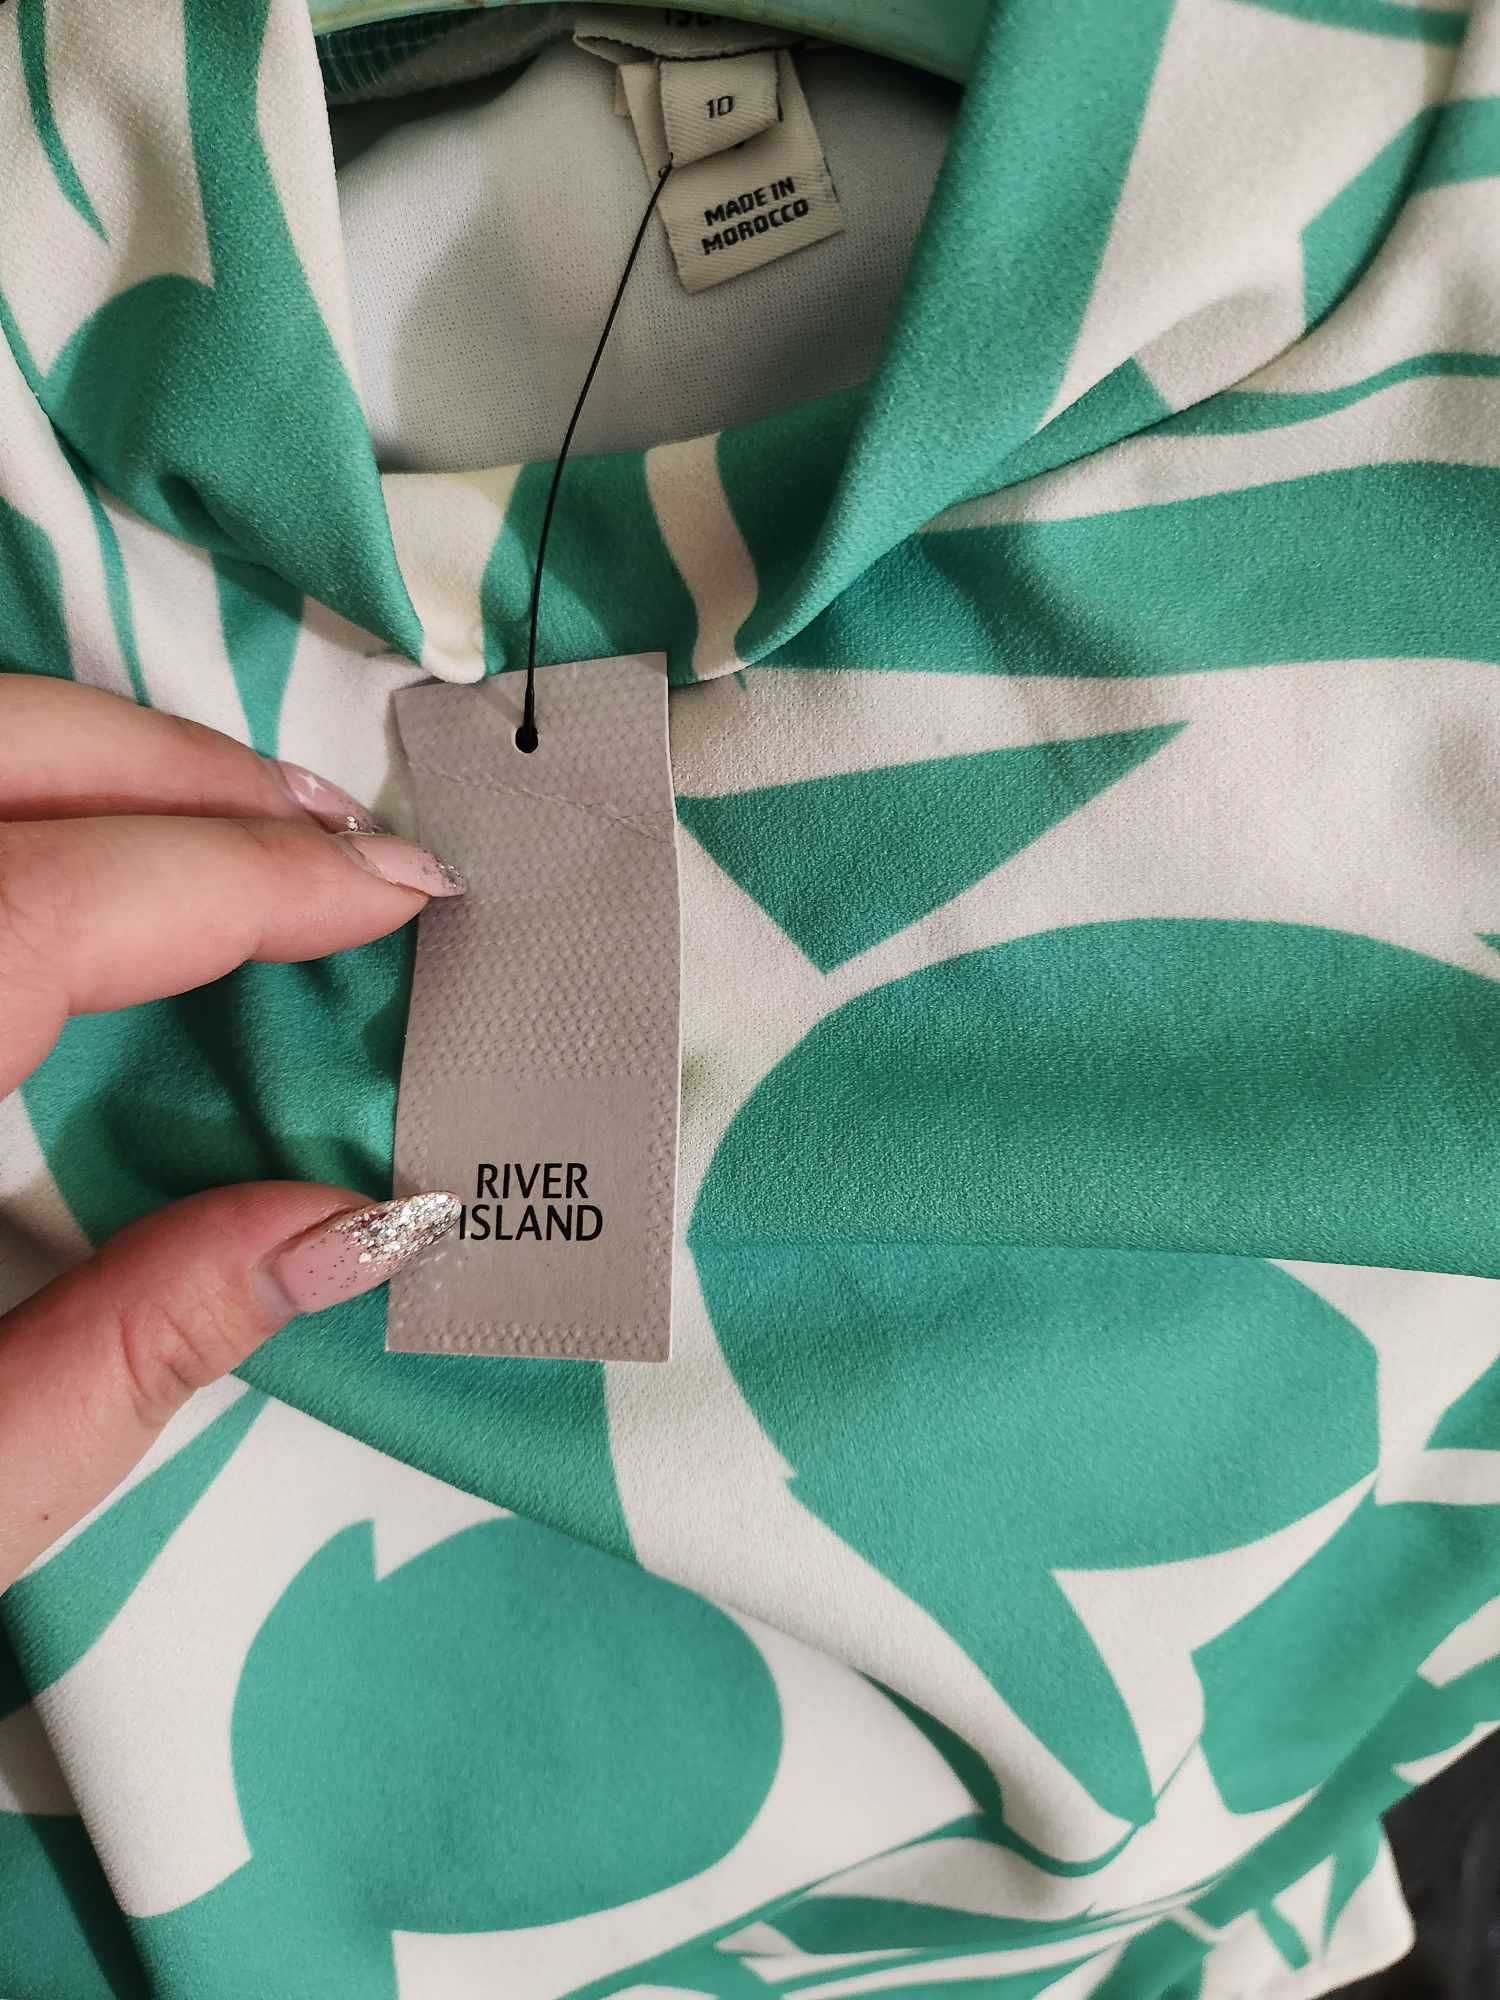 10
MADE IN
MOROCCO
RIVER
ISLAND